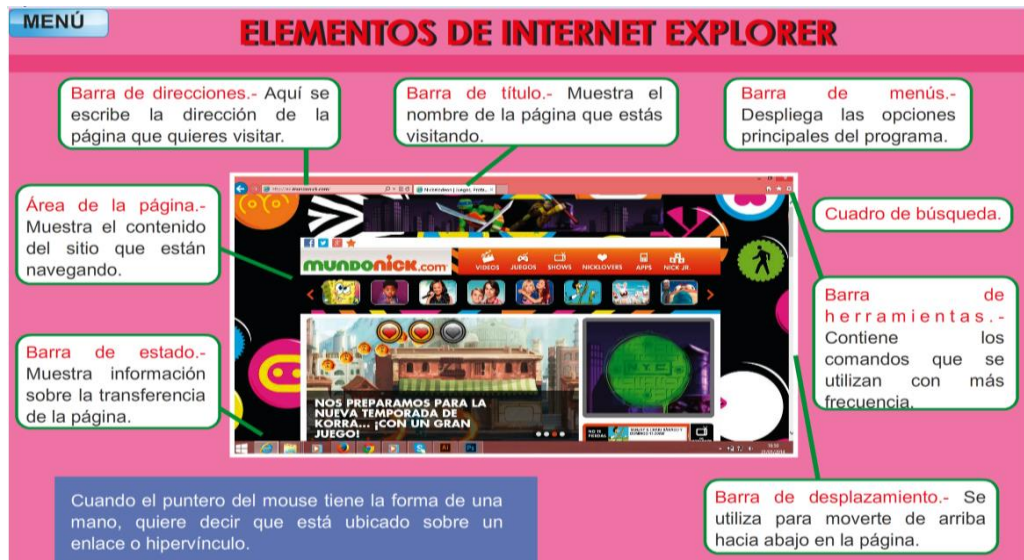 MENÚ
ELEMENTOS DE INTERNET EXPLORER
Barra de direcciones.- Aquí se
escribe la dirección de la
página que quieres visitar.
Barra de título.- Muestra el
nombre de la página que estás
visitando.
Barra de menús.-
Despliega las opciones
principales del programa.
Área de la página.-
Muestra el contenido
del sitio que están
navegando.
Cuadro de búsqueda.
MUNDONICK.COM
VIDEOS JUEGOS SHOWS NICKLOVERS APPS NICK JR.
Barra de
herramientas.-
Contiene los
comandos que se
utilizan con más
frecuencia.
Barra de estado.-
Muestra información
sobre la transferencia
de la página.
N.Y.C.
NOS PREPARAMOS PARA LA
NUEVA TEMPORADA DE
KORRA... ¡CON UN GRAN
JUEGO!
Cuando el puntero del mouse tiene la forma de una
mano, quiere decir que está ubicado sobre un
enlace o hipervínculo.
Barra de desplazamiento.- Se
utiliza para moverte de arriba
hacia abajo en la página.